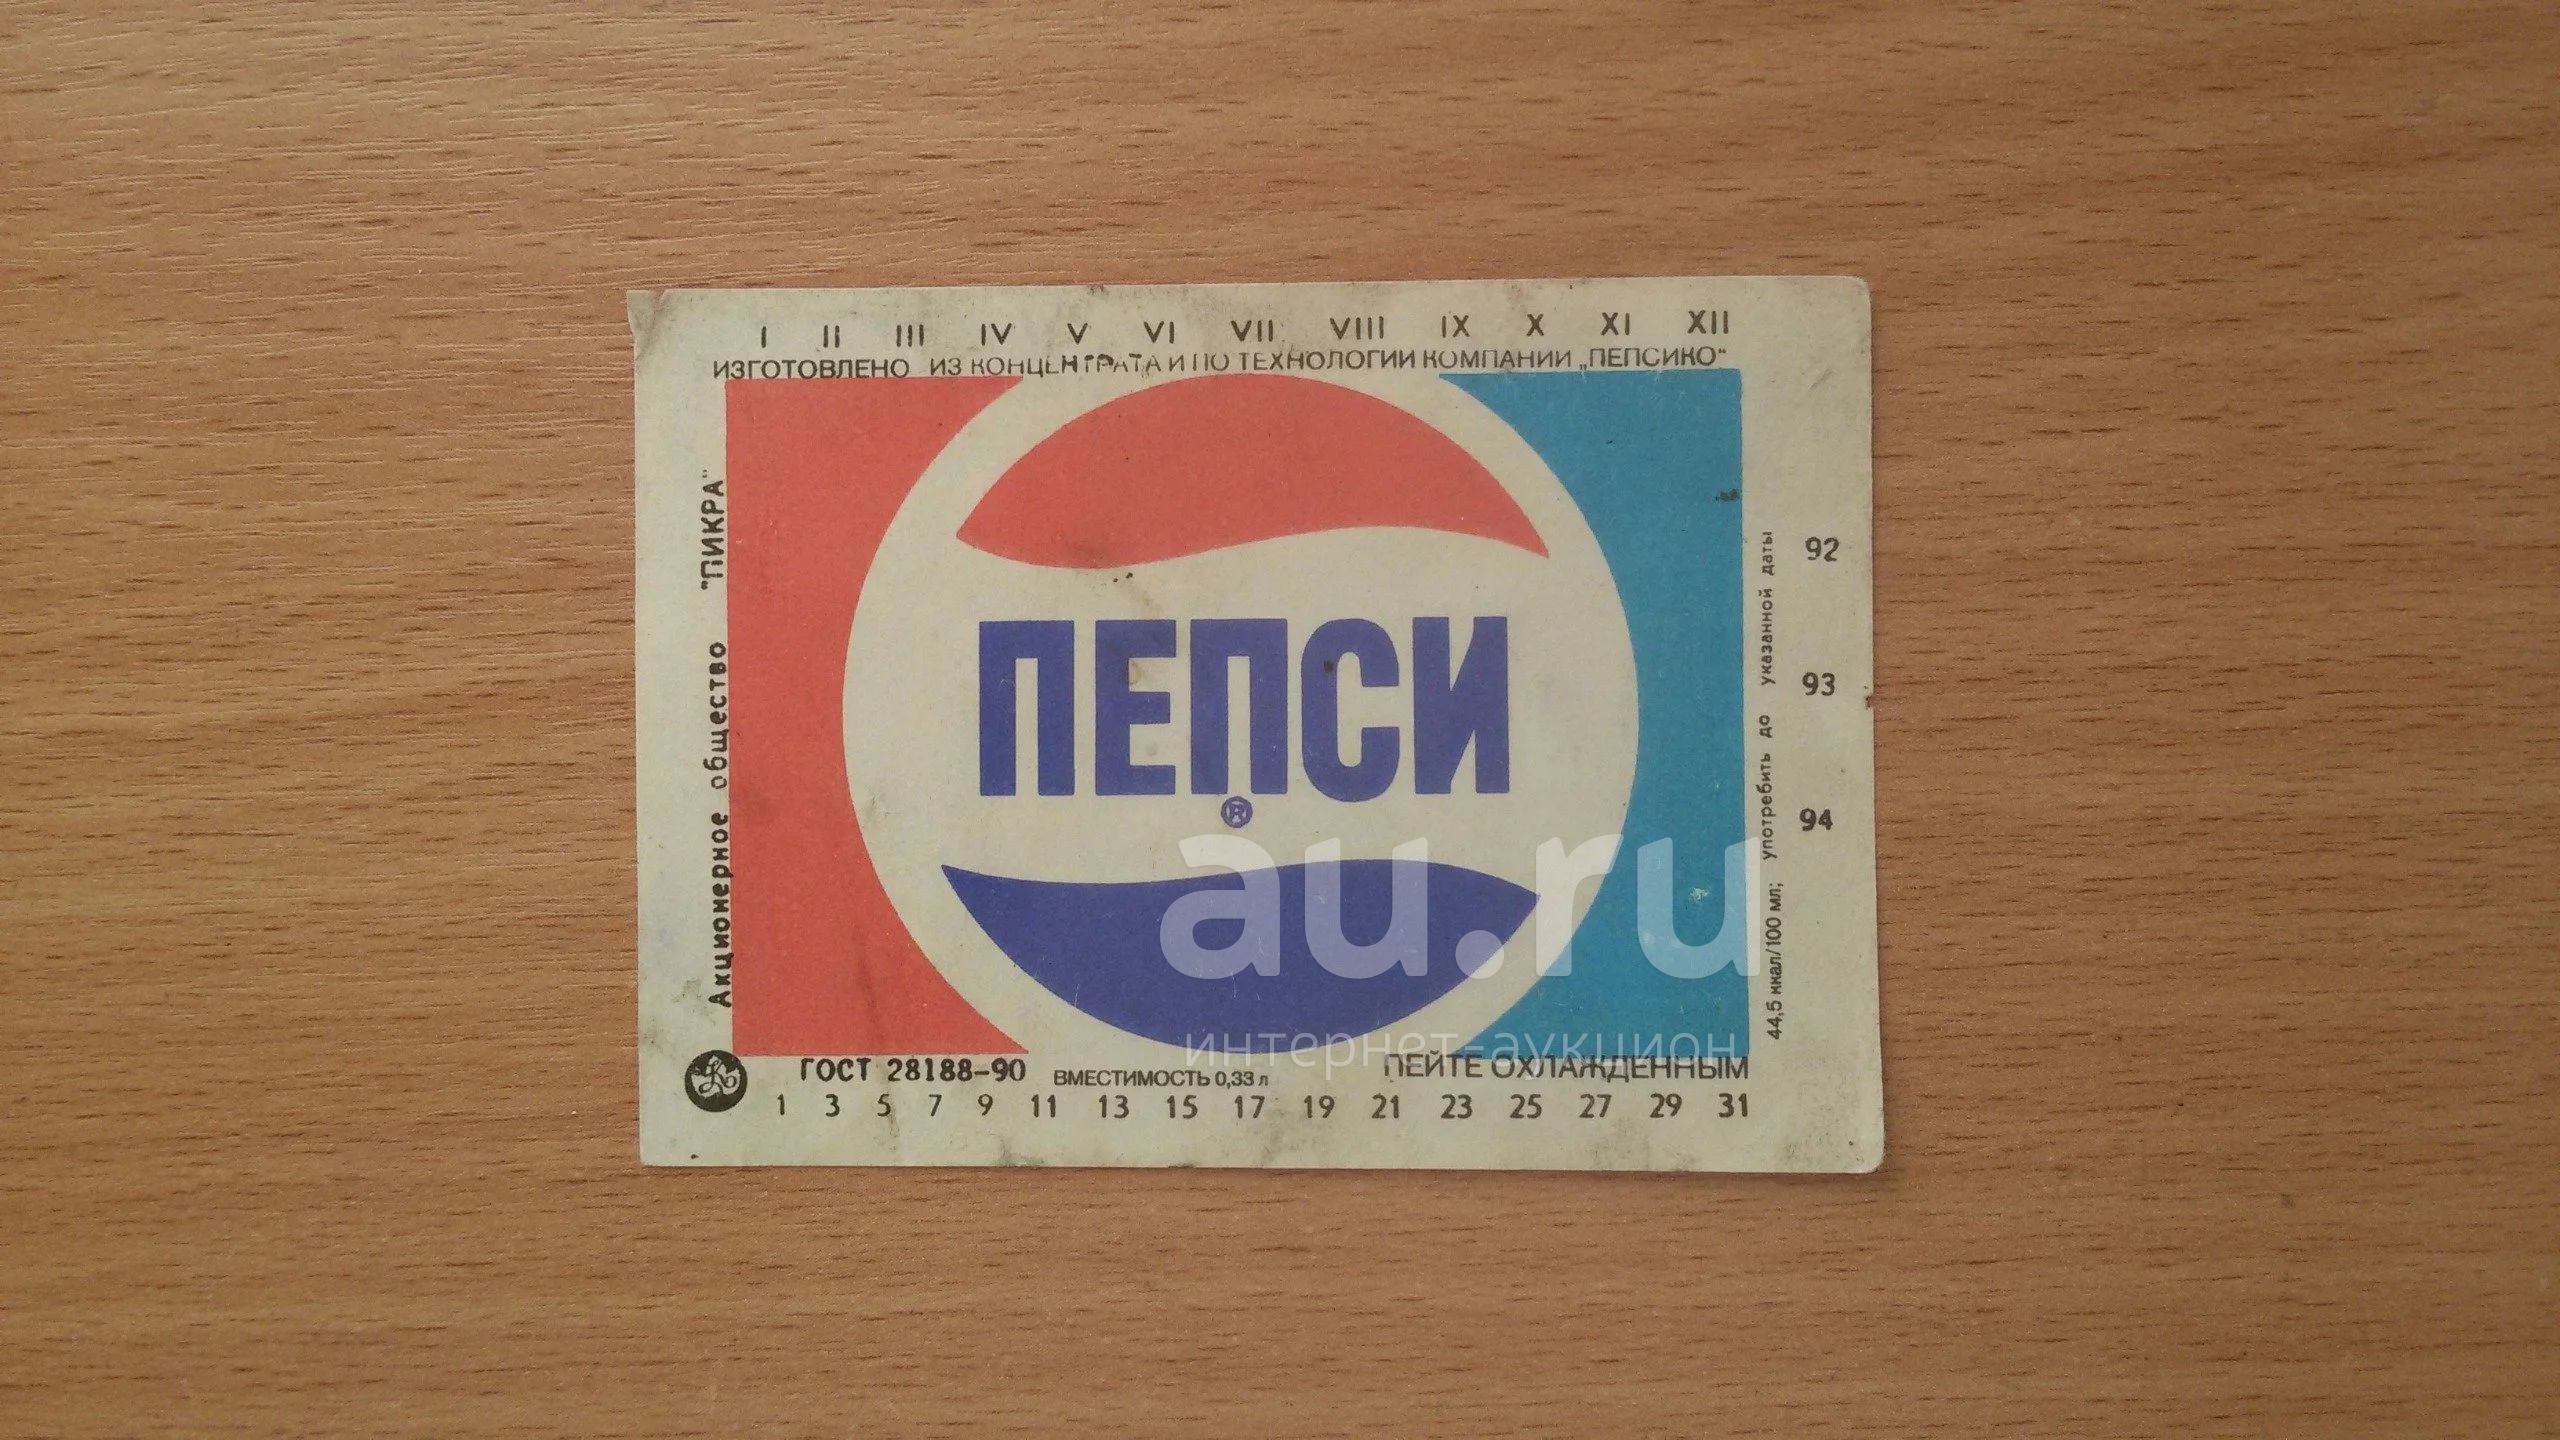 I II III IV V VI VII VIII IX X XI XII
ИЗГОТОВЛЕНО ИЗ КОНЦЕНТРАТА И ПО ТЕХНОЛОГИИ КОМПАНИИ „ПЕПСИКО“
Акционерное общество "ПИКРА"
ПЕПСИ
®
44,5 ккал/100 мл; употребить до указанной даты
92
93
94
au.ru
интернет-аукцион
ГОСТ 28188-90 ВМЕСТИМОСТЬ 0,33 л ПЕЙТЕ ОХЛАЖДЕННЫМ
1 3 5 7 9 11 13 15 17 19 21 23 25 27 29 31